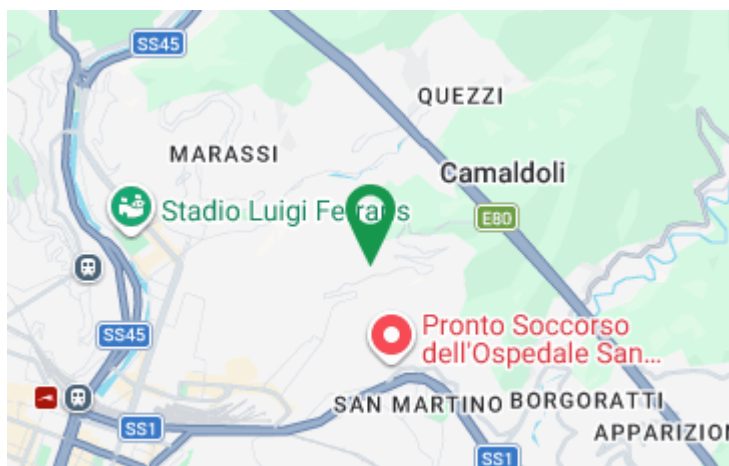 SS45
QUEZZI
MARASSI
Camaldoli
Stadio Luigi Ferraris
E80
SS45
Pronto Soccorso
dell'Ospedale San...
SAN MARTINO
BORGORATTI
SS1
APPARIZION
SS1